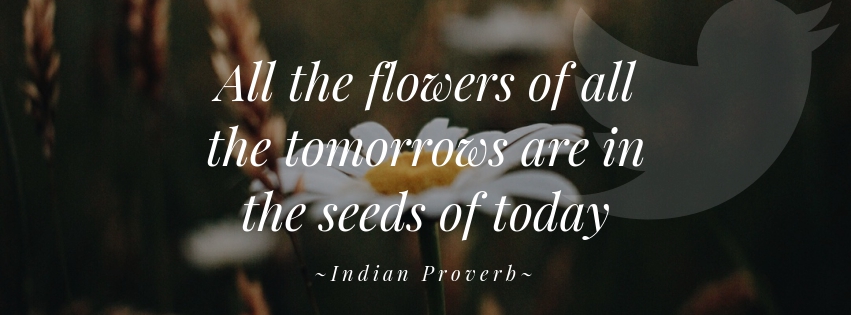 All the flowers of all
the tomorrows are in
the seeds of today
~Indian Proverb~